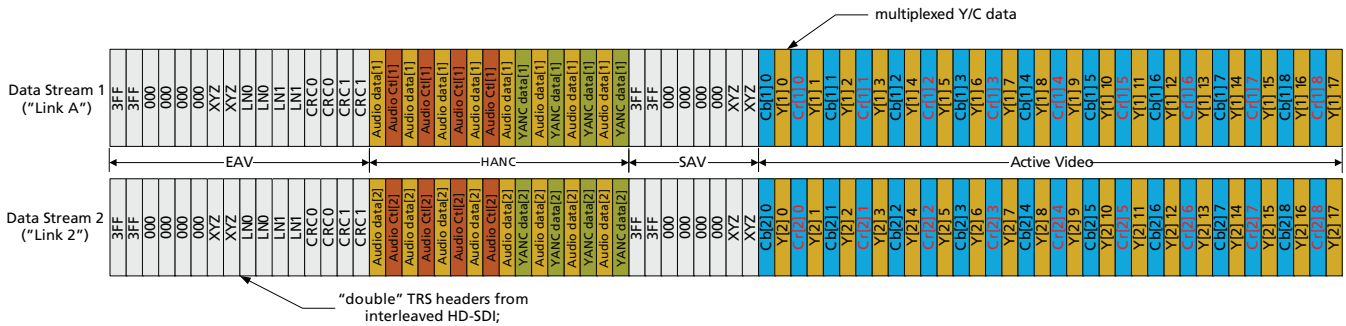 multiplexed Y/C data
Data Stream 1
("Link A")
3FF
3FF
000
000
000
000
XYZ
XYZ
LN0
LN0
LN1
LN1
CRC0
CRC0
CRC1
CRC1
Audio data[1]
Audio Ctl[1]
Audio data[1]
Audio Ctl[1]
Audio data[1]
Audio Ctl[1]
Audio data[1]
Audio Ctl[1]
Audio data[1]
YANC data[1]
Audio data[1]
YANC data[1]
Audio data[1]
YANC data[1]
Audio data[1]
YANC data[1]
3FF
3FF
000
000
000
000
XYZ
XYZ
Cb[1] 0
Y[1] 0
Cr[1] 0
Y[1] 1
Cb[1] 1
Y[1] 2
Cr[1] 1
Y[1] 3
Cb[1] 2
Y[1] 4
Cr[1] 2
Y[1] 5
Cb[1] 3
Y[1] 6
Cr[1] 3
Y[1] 7
Cb[1] 4
Y[1] 8
Cr[1] 4
Y[1] 9
Cb[1] 5
Y[1] 10
Cr[1] 5
Y[1] 11
Cb[1] 6
Y[1] 12
Cr[1] 6
Y[1] 13
Cb[1] 7
Y[1] 14
Cr[1] 7
Y[1] 15
Cb[1] 8
Y[1] 16
Cr[1] 8
Y[1] 17
EAV
HANC
SAV
Active Video
Data Stream 2
("Link 2")
3FF
3FF
000
000
000
000
XYZ
XYZ
LN0
LN0
LN1
LN1
CRC0
CRC0
CRC1
CRC1
Audio data[2]
Audio Ctl[2]
Audio data[2]
Audio Ctl[2]
Audio data[2]
Audio Ctl[2]
Audio data[2]
Audio Ctl[2]
Audio data[2]
YANC data[2]
Audio data[2]
YANC data[2]
Audio data[2]
YANC data[2]
Audio data[2]
YANC data[2]
3FF
3FF
000
000
000
000
XYZ
XYZ
Cb[2] 0
Y[2] 0
Cr[2] 0
Y[2] 1
Cb[2] 1
Y[2] 2
Cr[2] 1
Y[2] 3
Cb[2] 2
Y[2] 4
Cr[2] 2
Y[2] 5
Cb[2] 3
Y[2] 6
Cr[2] 3
Y[2] 7
Cb[2] 4
Y[2] 8
Cr[2] 4
Y[2] 9
Cb[2] 5
Y[2] 10
Cr[2] 5
Y[2] 11
Cb[2] 6
Y[2] 12
Cr[2] 6
Y[2] 13
Cb[2] 7
Y[2] 14
Cr[2] 7
Y[2] 15
Cb[2] 8
Y[2] 16
Cr[2] 8
Y[2] 17
"double" TRS headers from
interleaved HD-SDI;